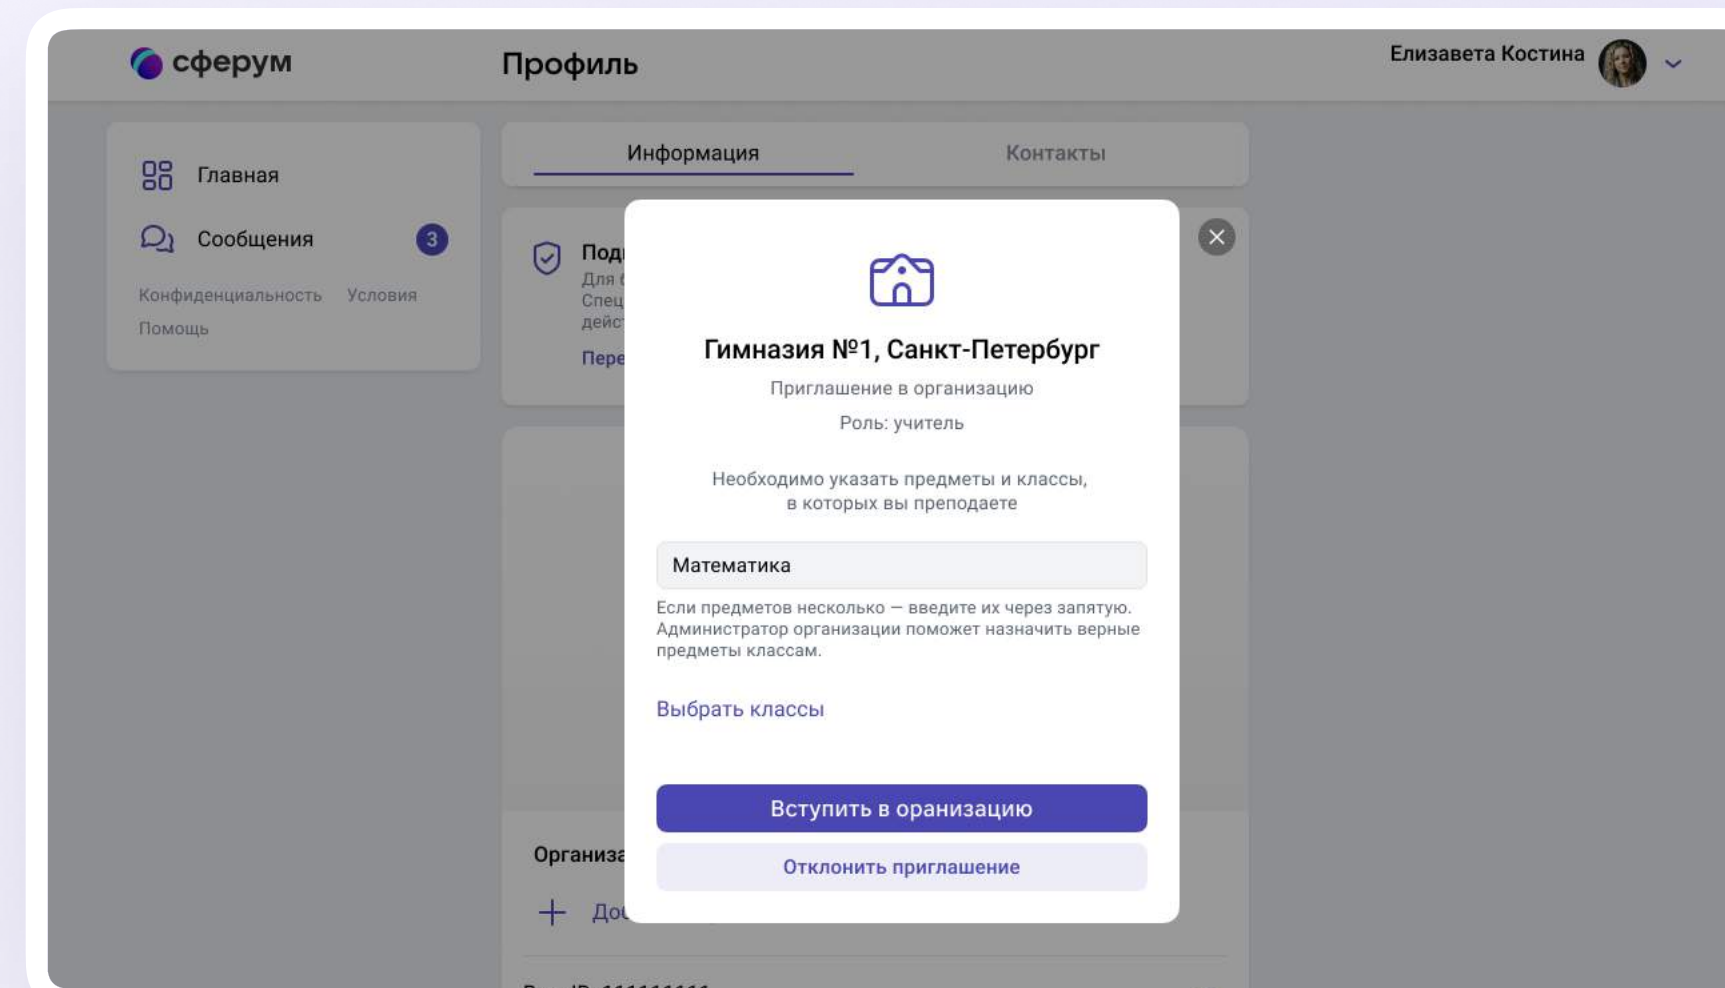 сферум
Профиль
Елизавета Костина
Главная
Сообщения
3
Конфиденциальность Условия
Помощь
Информация
Контакты
Гимназия №1, Санкт-Петербург
Приглашение в организацию
Роль: учитель
Необходимо указать предметы и классы,
в которых вы преподаете
Математика
Если предметов несколько — введите их через запятую.
Администратор организации поможет назначить верные
предметы классам.
Выбрать классы
Вступить в оранизацию
Отклонить приглашение